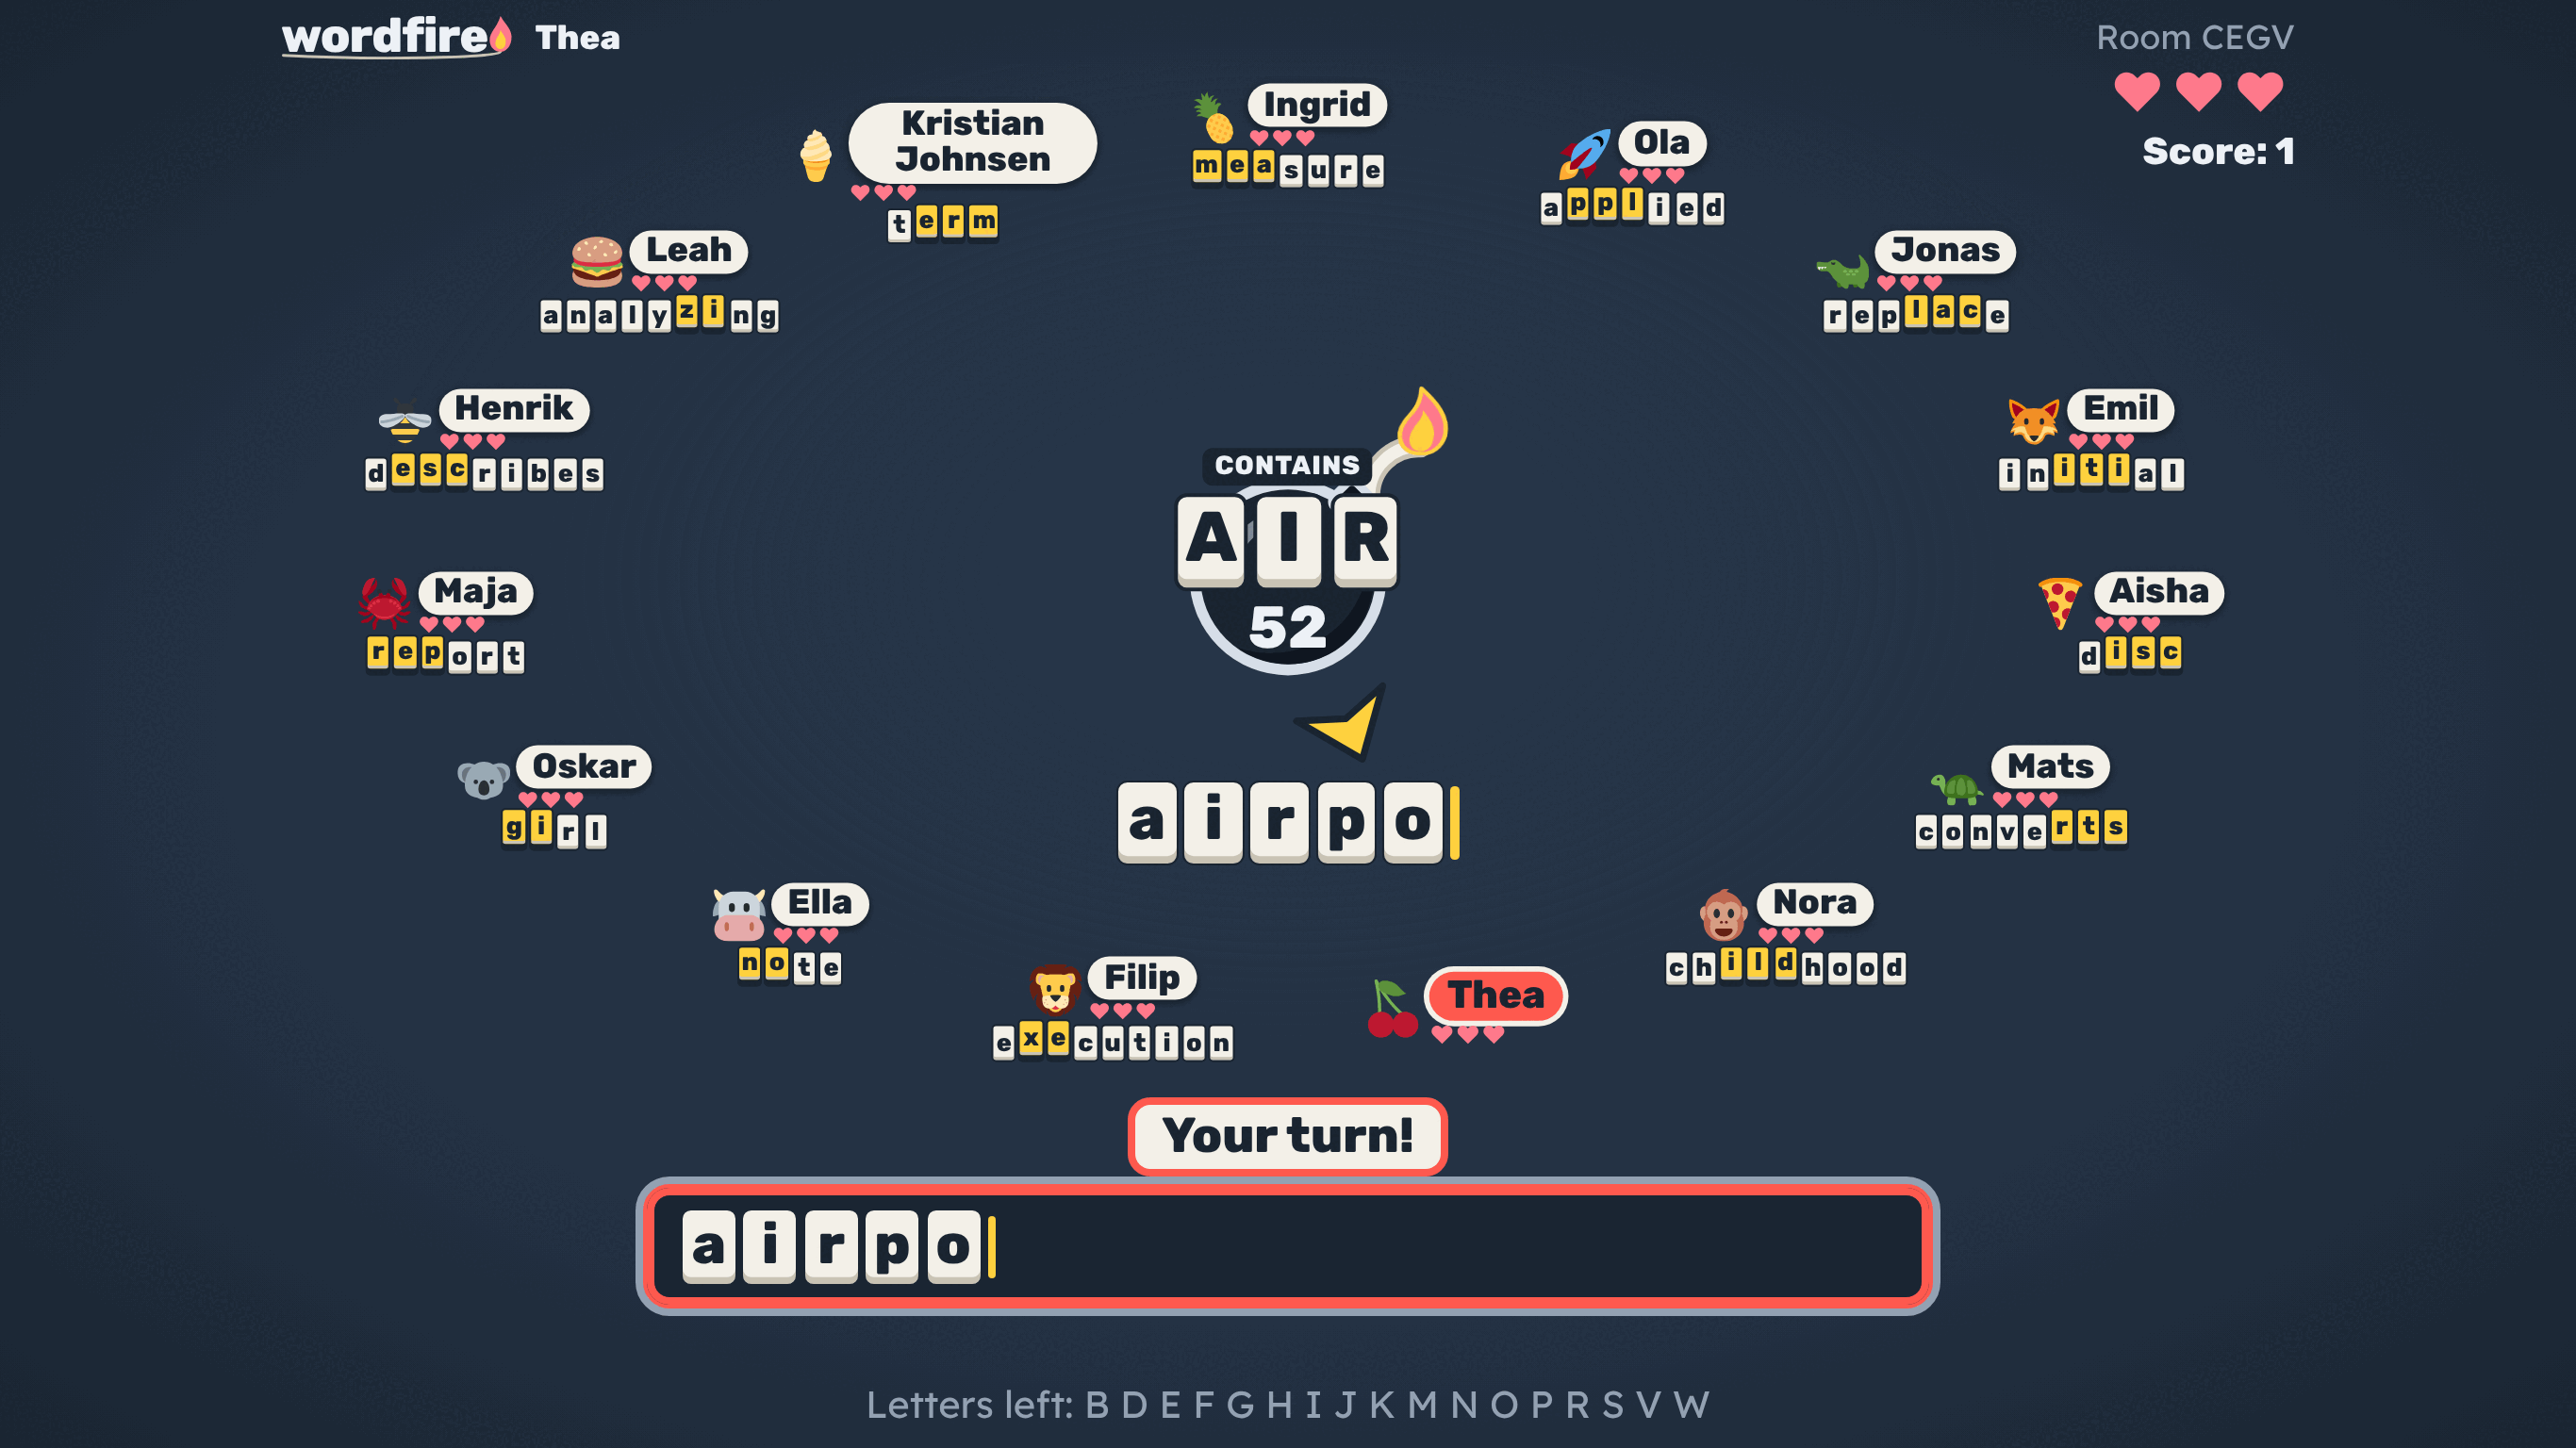 wordfire Thea
Room CEGV
Score: 1
Ingrid
measure
Kristian
Johnsen
term
Ola
applied
Leah
analyzing
Jonas
replace
Henrik
describes
Emil
initial
CONTAINS
AIR
52
Maja
report
Aisha
disc
Oskar
girl
airpo
Mats
converts
Ella
note
Nora
childhood
Filip
execution
Thea
Your turn!
airpo
Letters left: B D E F G H I J K M N O P R S V W